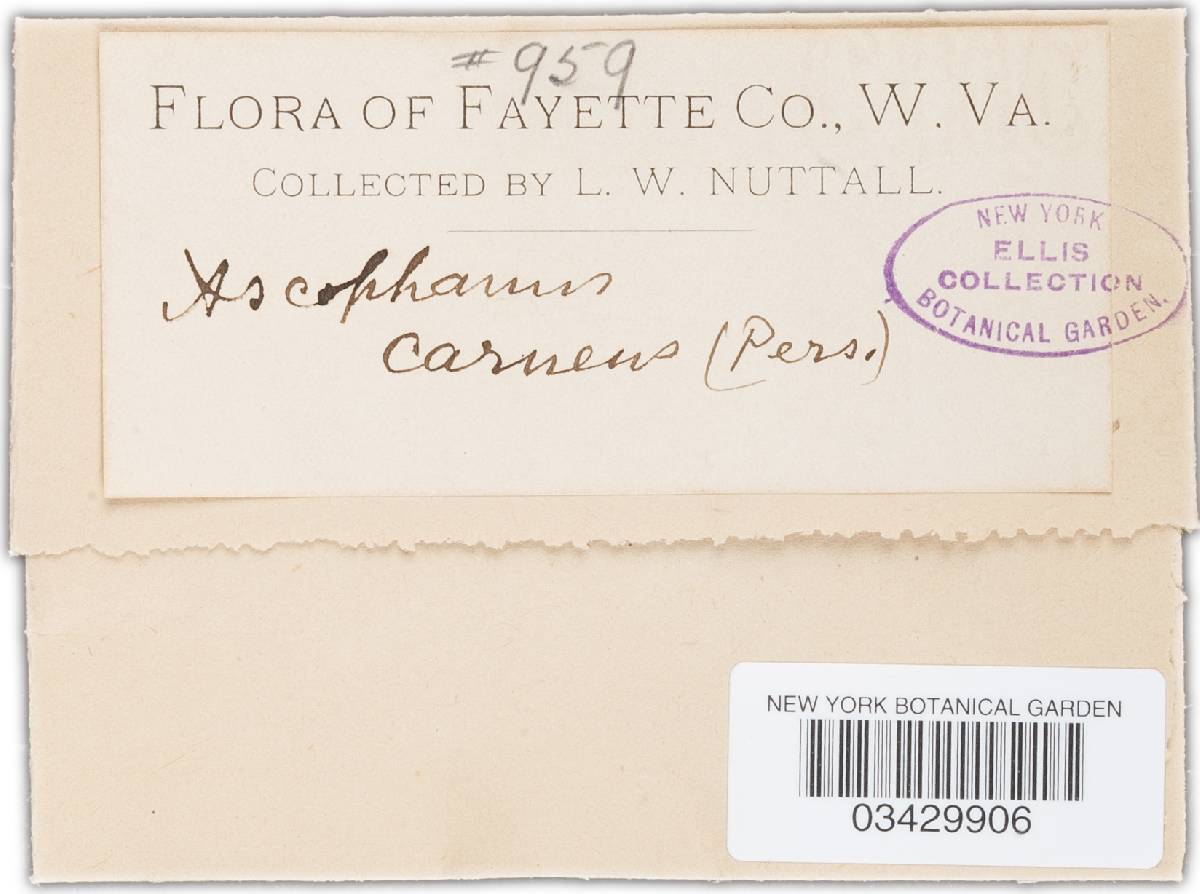 #959
FLORA OF FAYETTE CO., W. VA.
COLLECTED BY L. W. NUTTALL.
Ascophanus
carneus (Pers.)
NEW YORK
ELLIS
COLLECTION
BOTANICAL GARDEN.
NEW YORK BOTANICAL GARDEN
03429906